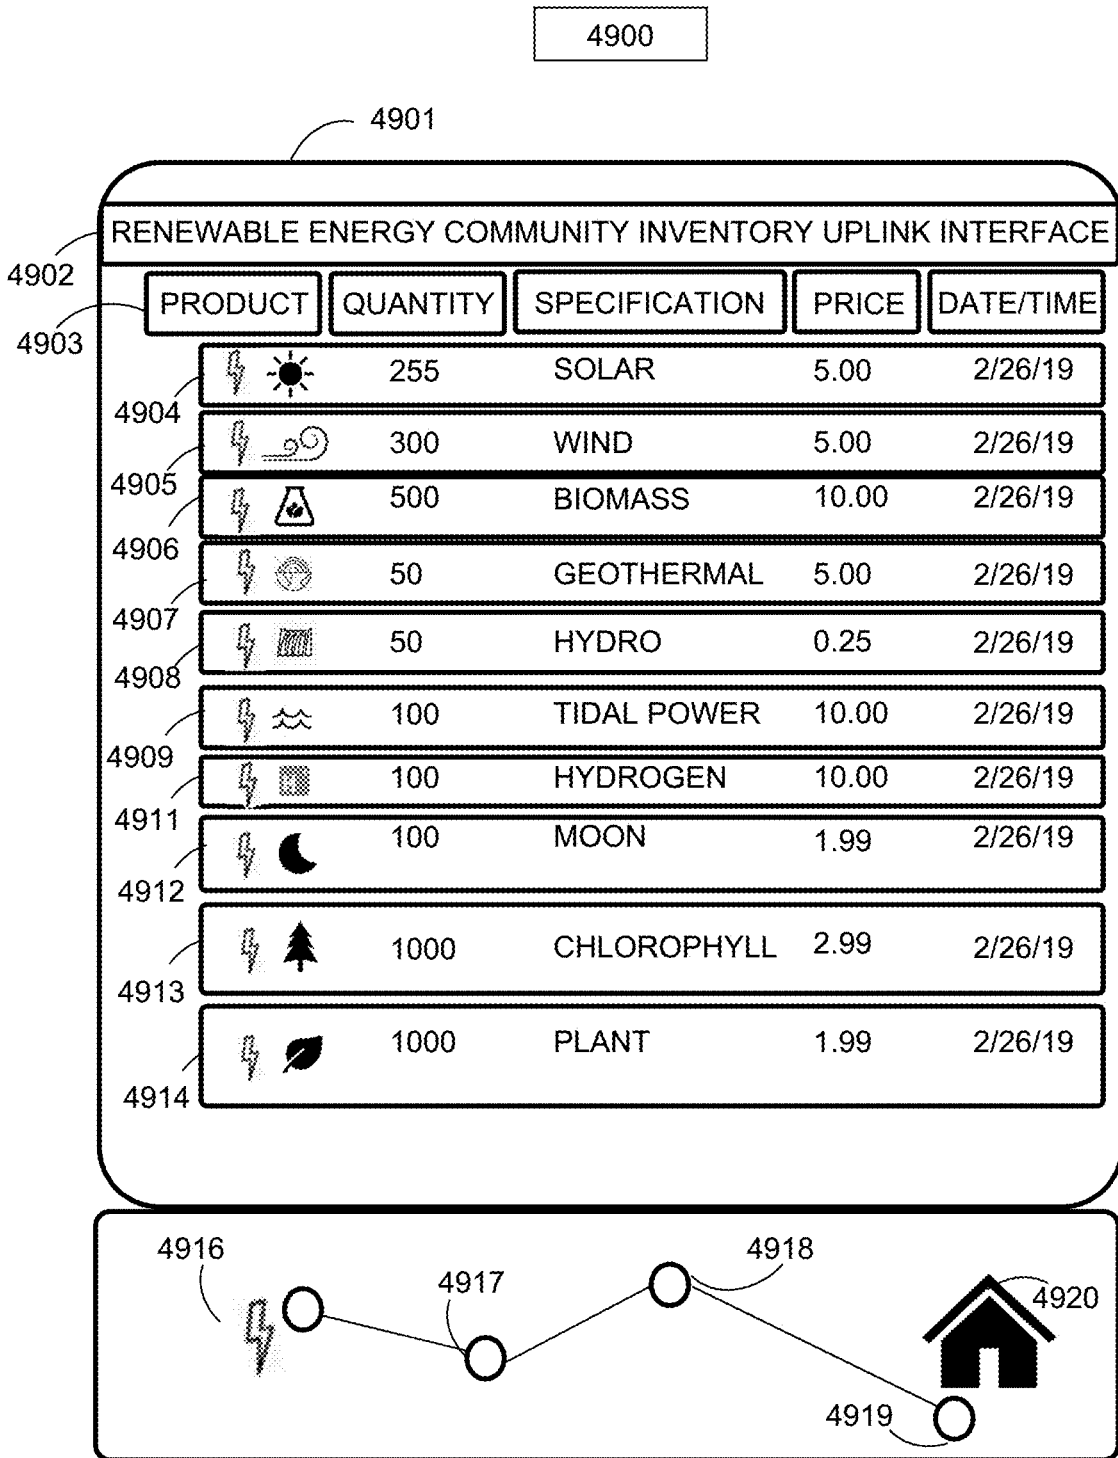 4900
4901
RENEWABLE ENERGY COMMUNITY INVENTORY UPLINK INTERFACE
4902
PRODUCT QUANTITY SPECIFICATION PRICE DATE/TIME
4903
255 SOLAR 5.00 2/26/19
4904
300 WIND 5.00 2/26/19
4905
500 BIOMASS 10.00 2/26/19
4906
50 GEOTHERMAL 5.00 2/26/19
4907
50 HYDRO 0.25 2/26/19
4908
100 TIDAL POWER 10.00 2/26/19
4909
100 HYDROGEN 10.00 2/26/19
4911
100 MOON 1.99 2/26/19
4912
1000 CHLOROPHYLL 2.99 2/26/19
4913
1000 PLANT 1.99 2/26/19
4914
4916
4917
4918
4920
4919